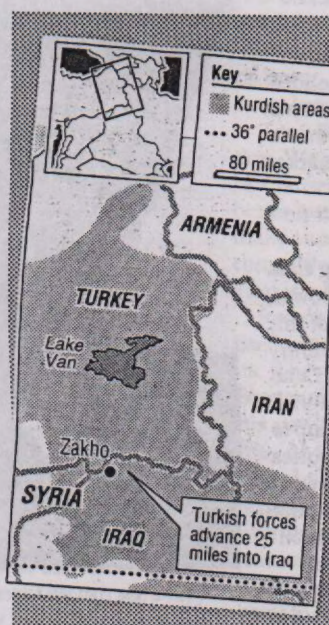 Key
Kurdish areas
36° parallel
80 miles
ARMENIA
TURKEY
Lake
Van
IRAN
Zakho
SYRIA
IRAQ
Turkish forces
advance 25
miles into Iraq